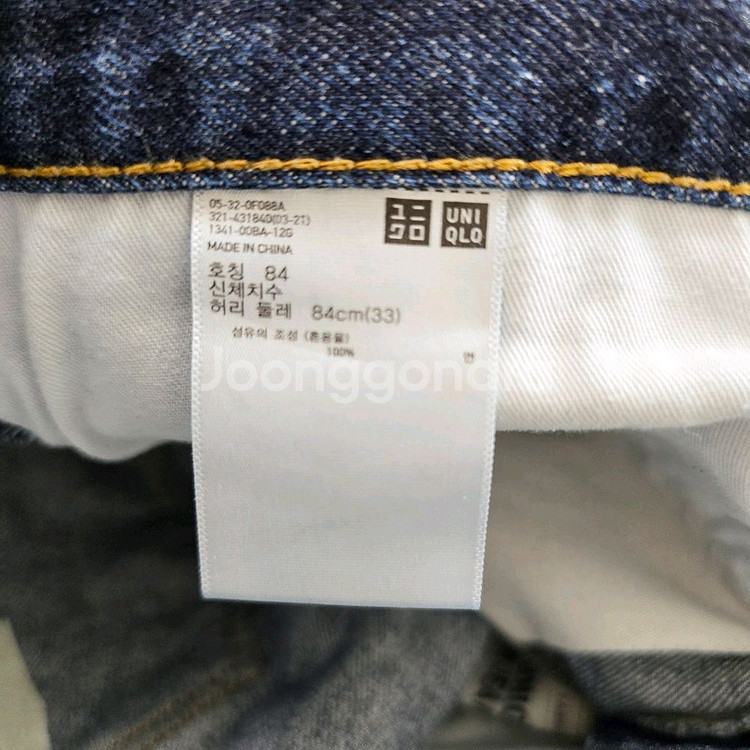 05-32-0F088A
321-431840(03-21)
1341-00BA-12G
MADE IN CHINA
ユニ
クロ
UNI
QLO
호칭 84
신체치수
허리 둘레 84cm(33)
섬유의 조성 (혼용율)
100% 면
Joonggonara